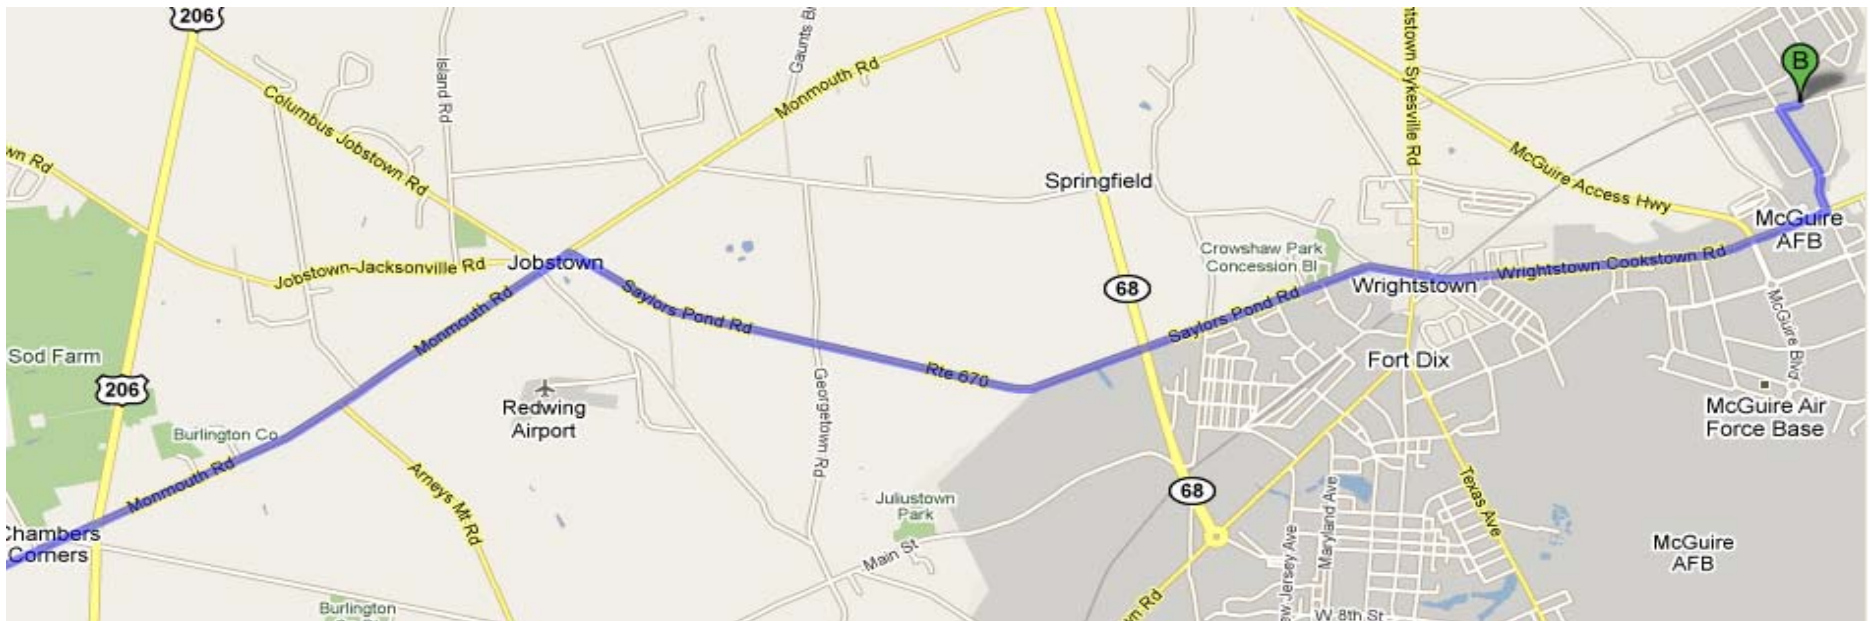 206
Columbus Jobstown Rd
Island Rd
Gaunts
Monmouth Rd
Rd
Jobstown-Jacksonville Rd
Jobstown
Monmouth Rd
Saylors Pond Rd
Sod Farm
206
Burlington Co
Monmouth Rd
Chambers
Corners
Arneys Mt Rd
Burlington
Redwing
Airport
Georgetown Rd
Rte 670
Juliustown
Park
Main St
Springfield
68
Crowshaw Park
Concession Bl
Saylors Pond Rd
Wrightstown
Sykesville Rd
McGuire Access Hwy
B
McGuire
AFB
Wrightstown Cookstown Rd
McGuire Blvd
Fort Dix
McGuire Air
Force Base
68
Texas Ave
Maryland Ave
Jersey Ave
McGuire
AFB
W 8th St
Rd